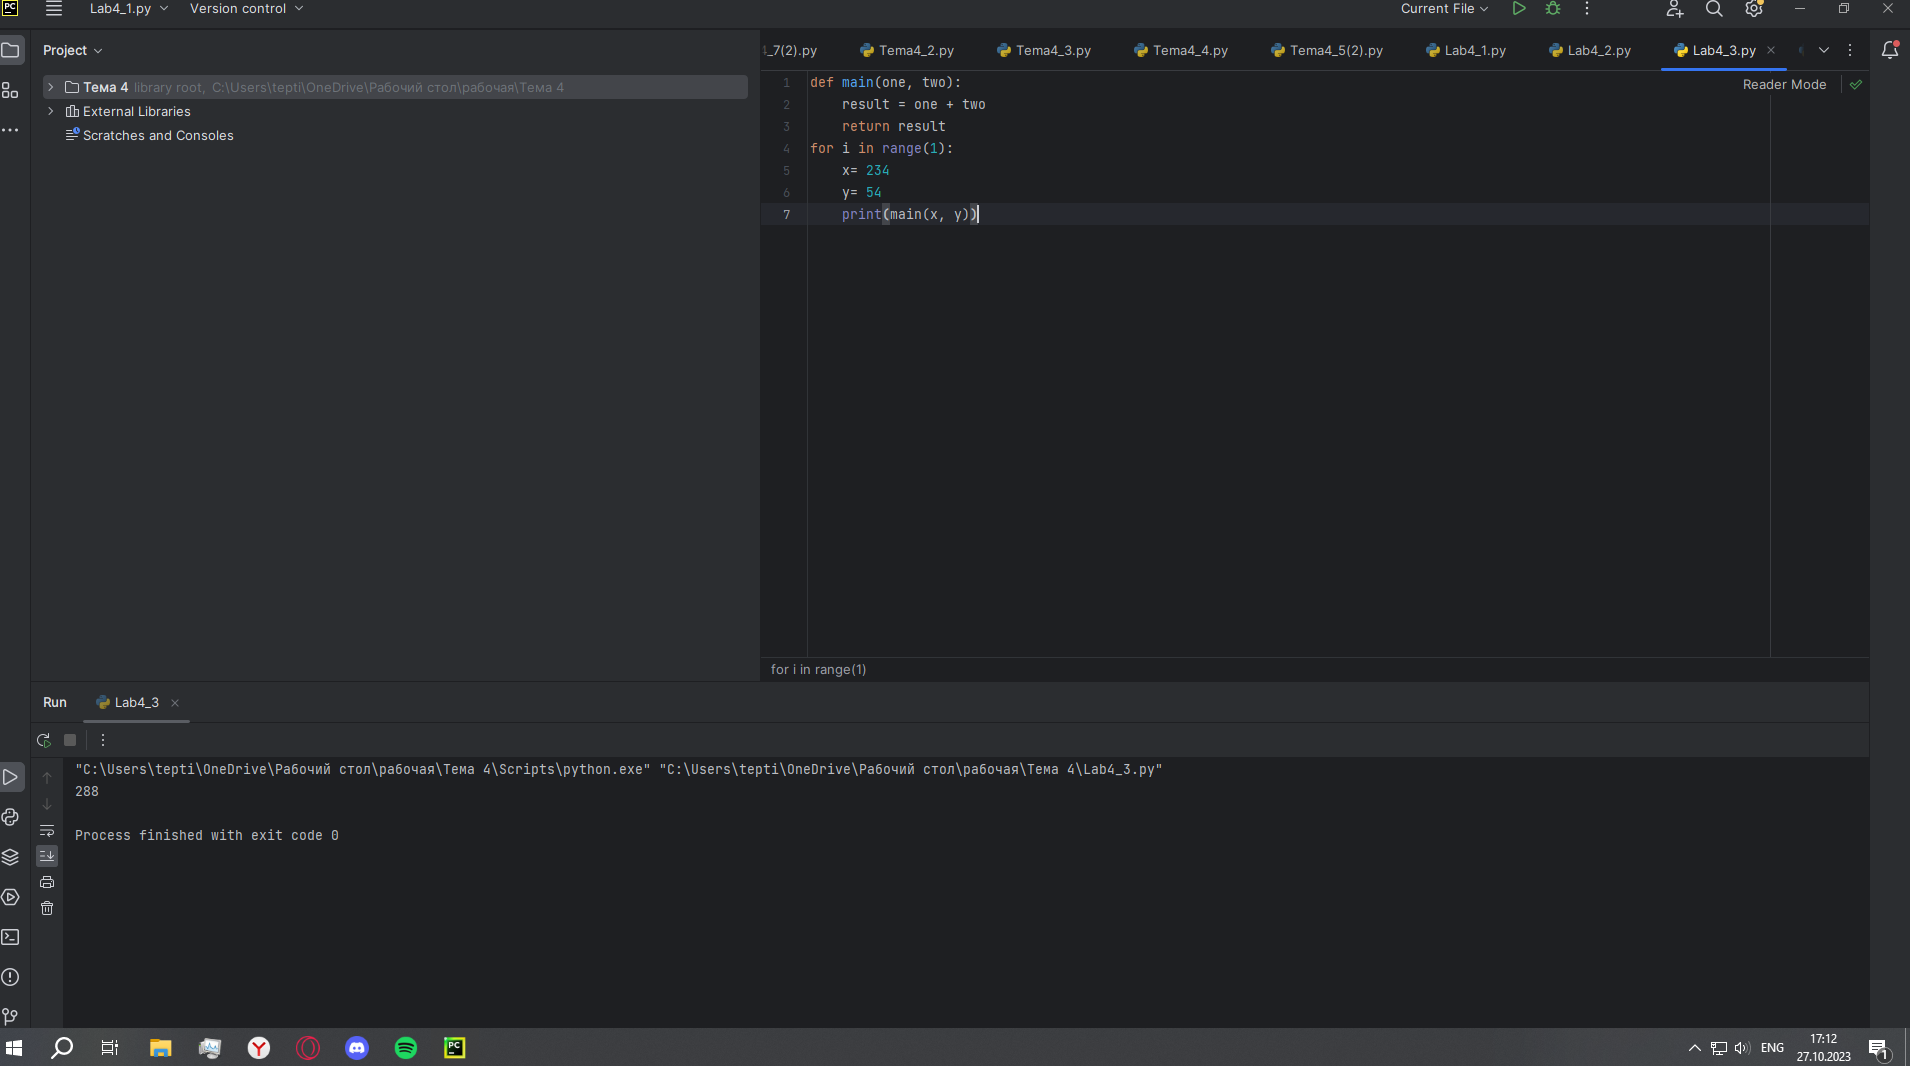 PC Lab4_1.py Version control Current File
Project
Тема 4 library root, C:\Users\tepti\OneDrive\Рабочий стол\рабочая\Тема 4
External Libraries
Scratches and Consoles
_7(2).py Tema4_2.py Tema4_3.py Tema4_4.py Tema4_5(2).py Lab4_1.py Lab4_2.py Lab4_3.py
Reader Mode
1 def main(one, two):
2     result = one + two
3     return result
4 for i in range(1):
5     x= 234
6     y= 54
7     print(main(x, y))
for i in range(1)
Run Lab4_3
"C:\Users\tepti\OneDrive\Рабочий стол\рабочая\Тема 4\Scripts\python.exe" "C:\Users\tepti\OneDrive\Рабочий стол\рабочая\Тема 4\Lab4_3.py"
288
Process finished with exit code 0
PC ENG 17:12
27.10.2023
1